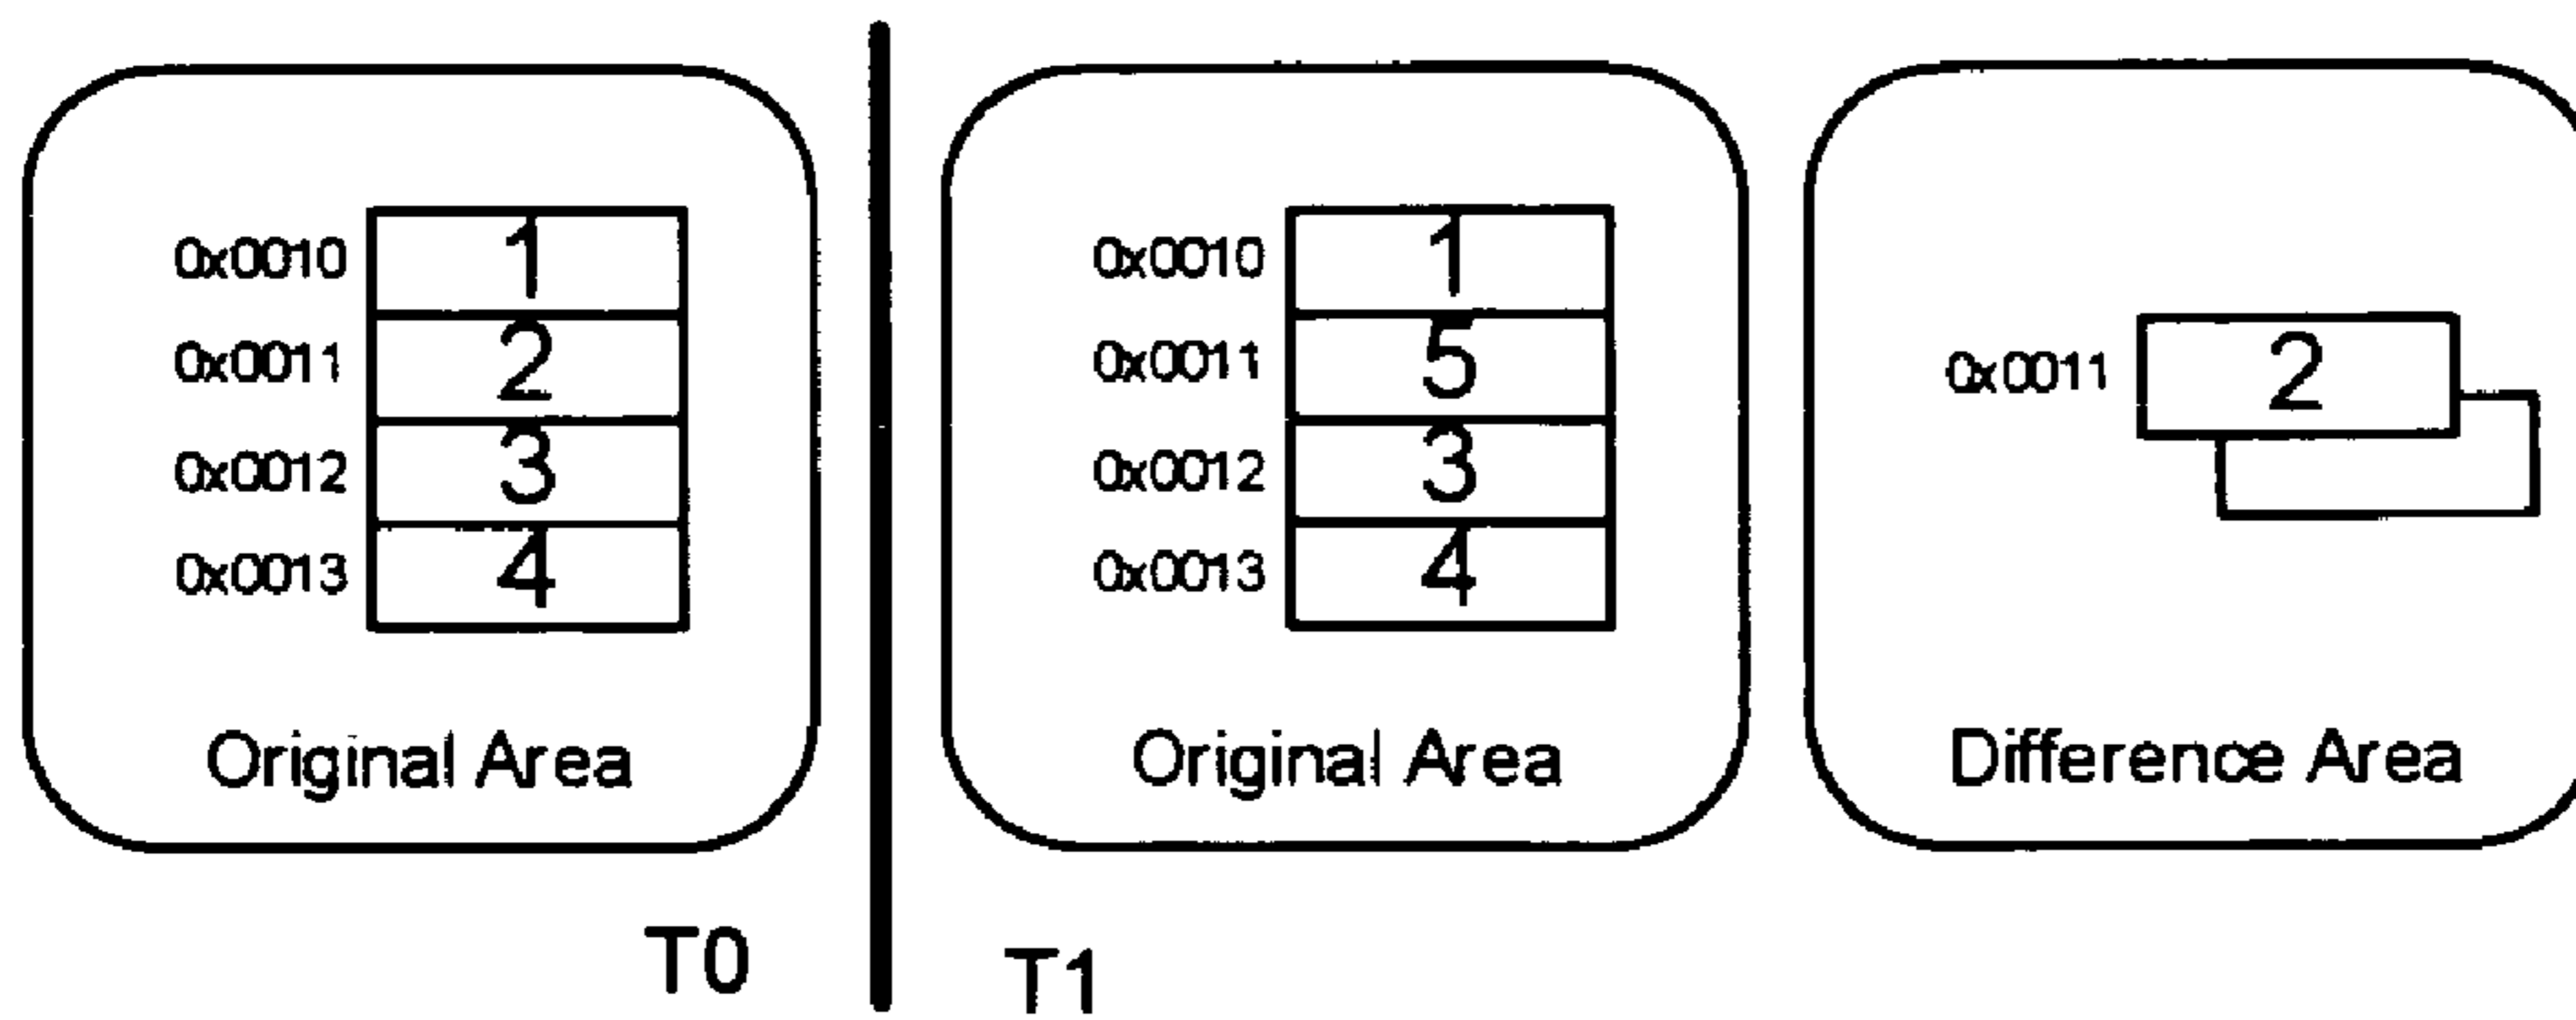 0x0010 1
0x0011 2
0x0012 3
0x0013 4
Original Area
T0
0x0010 1
0x0011 5
0x0012 3
0x0013 4
Original Area
0x0011 2
Difference Area
T1